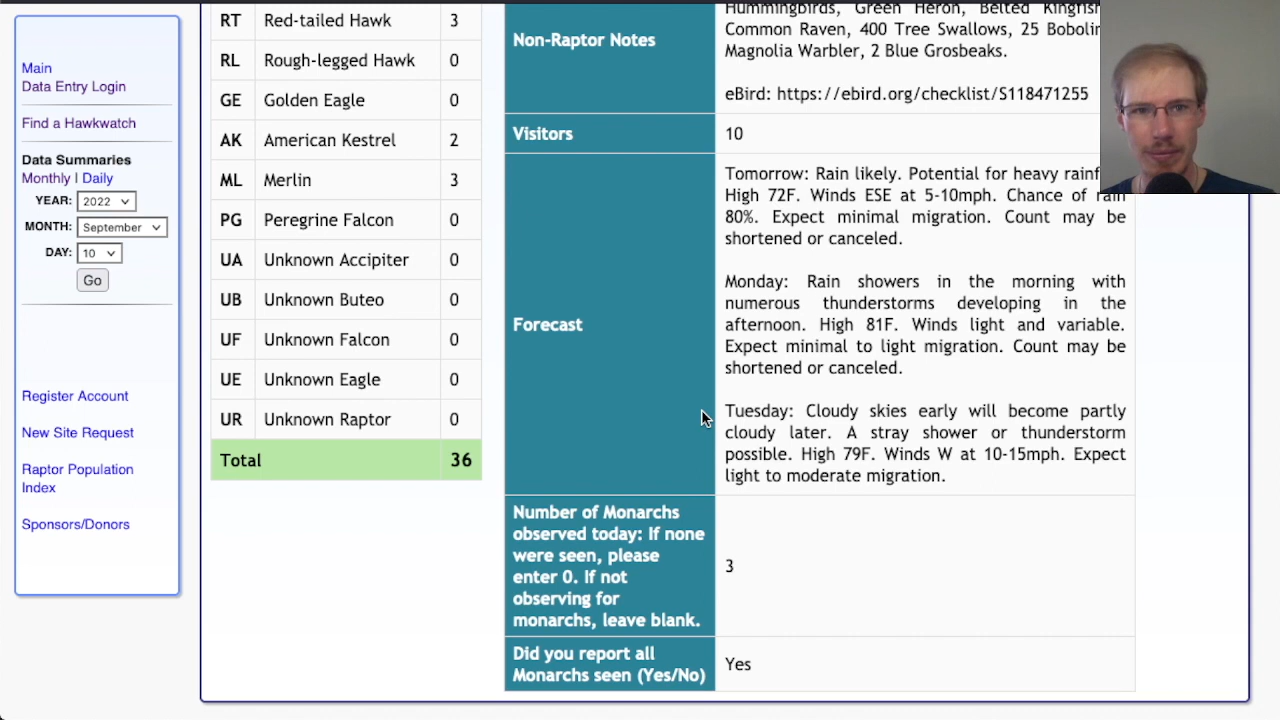 Main
Data Entry Login
Find a Hawkwatch
Data Summaries
Monthly | Daily
YEAR: 2022
MONTH: September
DAY: 10
Go
Register Account
New Site Request
Raptor Population
Index
Sponsors/Donors
RT Red-tailed Hawk 3
RL Rough-legged Hawk 0
GE Golden Eagle 0
AK American Kestrel 2
ML Merlin 3
PG Peregrine Falcon 0
UA Unknown Accipiter 0
UB Unknown Buteo 0
UF Unknown Falcon 0
UE Unknown Eagle 0
UR Unknown Raptor 0
Total 36
Non-Raptor Notes
Hummingbirds, Green Heron, Belted
Common Raven, 400 Tree Swallows, 25
Magnolia Warbler, 2 Blue Grosbeaks.
eBird: https://ebird.org/checklist/S118471255
Visitors
10
Forecast
Tomorrow: Rain likely. Potential for heavy
High 72F. Winds ESE at 5-10mph. Chance of rain
80%. Expect minimal migration. Count may be
shortened or canceled.
Monday: Rain showers in the morning with
numerous thunderstorms developing in the
afternoon. High 81F. Winds light and variable.
Expect minimal to light migration. Count may be
shortened or canceled.
Tuesday: Cloudy skies early will become partly
cloudy later. A stray shower or thunderstorm
possible. High 79F. Winds W at 10-15mph. Expect
light to moderate migration.
Number of Monarchs
observed today: If none
were seen, please
enter 0. If not
observing for
monarchs, leave blank.
3
Did you report all
Monarchs seen (Yes/No)
Yes